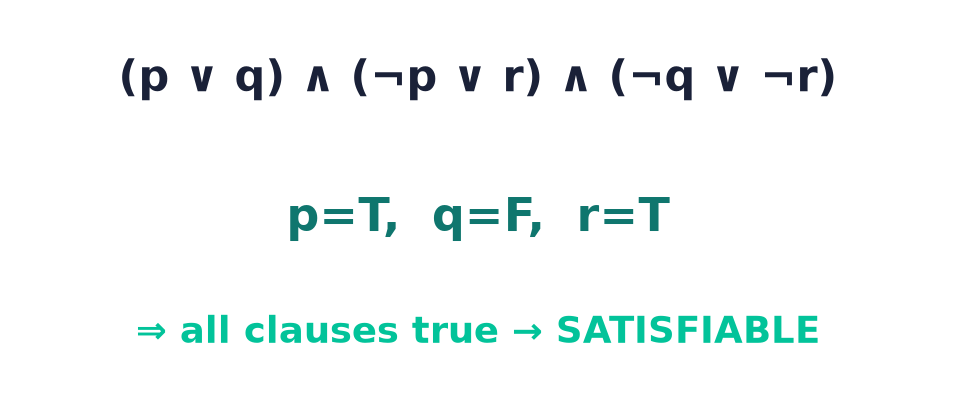 (p ∨ q) ∧ (¬p ∨ r) ∧ (¬q ∨ ¬r)
p=T, q=F, r=T
⇒ all clauses true → SATISFIABLE